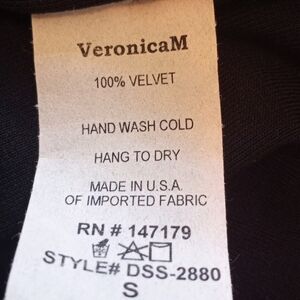 VeronicaM
100% VELVET
HAND WASH COLD
HANG TO DRY
MADE IN U.S.A.
OF IMPORTED FABRIC
RN # 147179
STYLE# DSS-2880
S